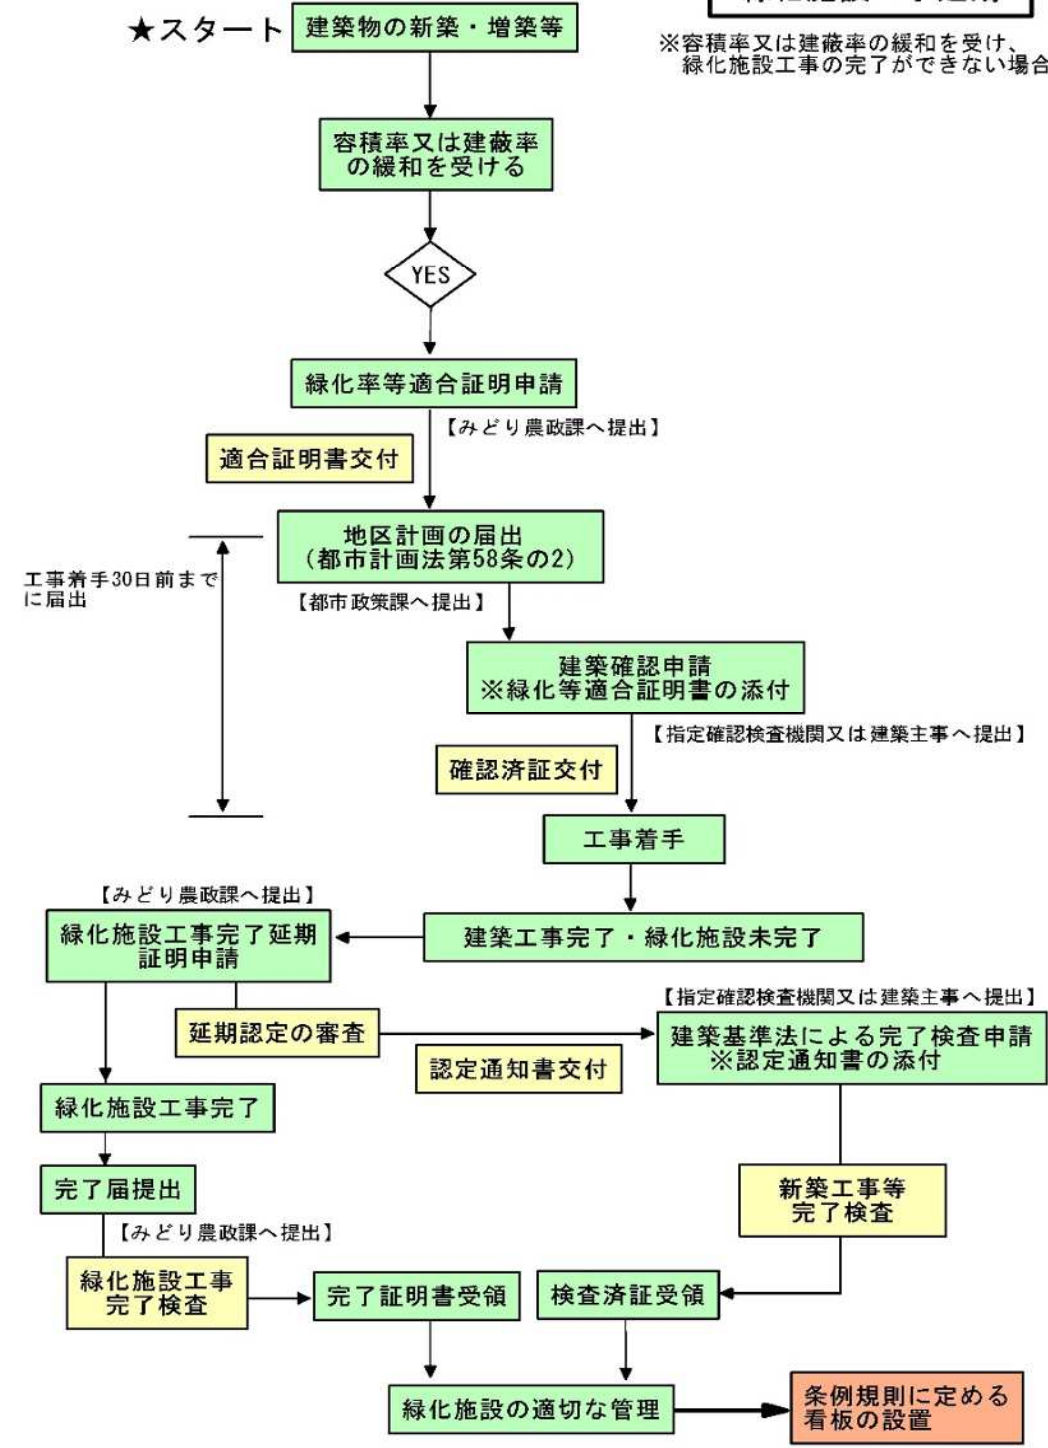 ★スタート
建築物の新築・増築等
※容積率又は建蔽率の緩和を受け、
緑化施設工事の完了ができない場合
容積率又は建蔽率
の緩和を受ける
YES
緑化率等適合証明申請
【みどり農政課へ提出】
適合証明書交付
地区計画の届出
(都市計画法第58条の2)
工事着手30日前まで
に届出
【都市政策課へ提出】
建築確認申請
※緑化等適合証明書の添付
【指定確認検査機関又は建築主事へ提出】
確認済証交付
工事着手
【みどり農政課へ提出】
緑化施設工事完了延期
証明申請
建築工事完了・緑化施設未完了
【指定確認検査機関又は建築主事へ提出】
延期認定の審査
建築基準法による完了検査申請
※認定通知書の添付
認定通知書交付
緑化施設工事完了
完了届提出
新築工事等
完了検査
【みどり農政課へ提出】
緑化施設工事
完了検査
完了証明書受領
検査済証受領
緑化施設の適切な管理
条例規則に定める
看板の設置